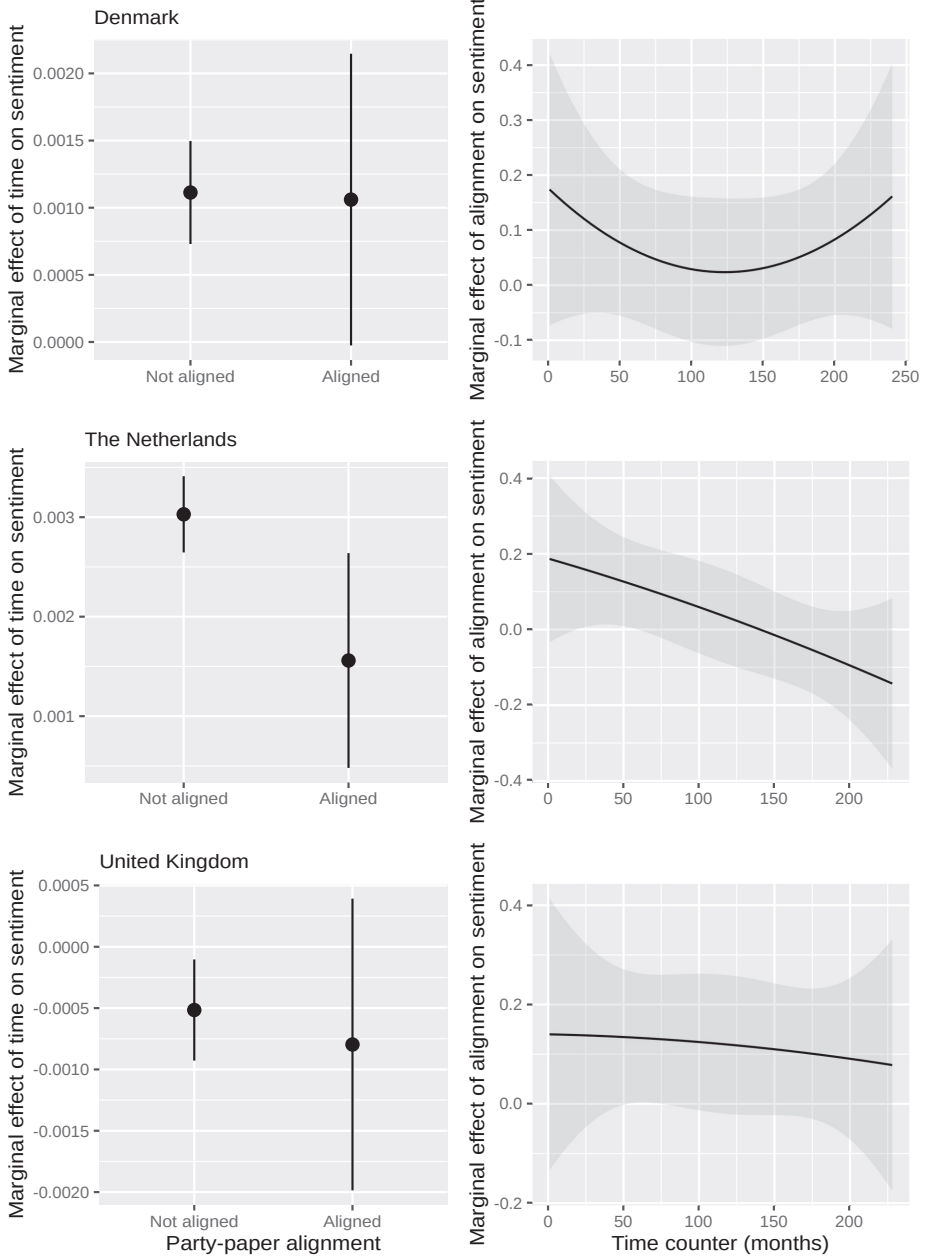 Denmark
Marginal effect of time on sentiment
0.0020
0.0015
0.0010
0.0005
0.0000
Not aligned Aligned
Marginal effect of alignment on sentiment
0.4
0.3
0.2
0.1
0.0
-0.1
0 50 100 150 200 250
The Netherlands
Marginal effect of time on sentiment
0.003
0.002
0.001
Not aligned Aligned
Marginal effect of alignment on sentiment
0.4
0.2
0.0
-0.2
-0.4
0 50 100 150 200
United Kingdom
Marginal effect of time on sentiment
0.0005
0.0000
-0.0005
-0.0010
-0.0015
-0.0020
Not aligned Aligned
Party-paper alignment
Marginal effect of alignment on sentiment
0.4
0.2
0.0
-0.2
0 50 100 150 200
Time counter (months)